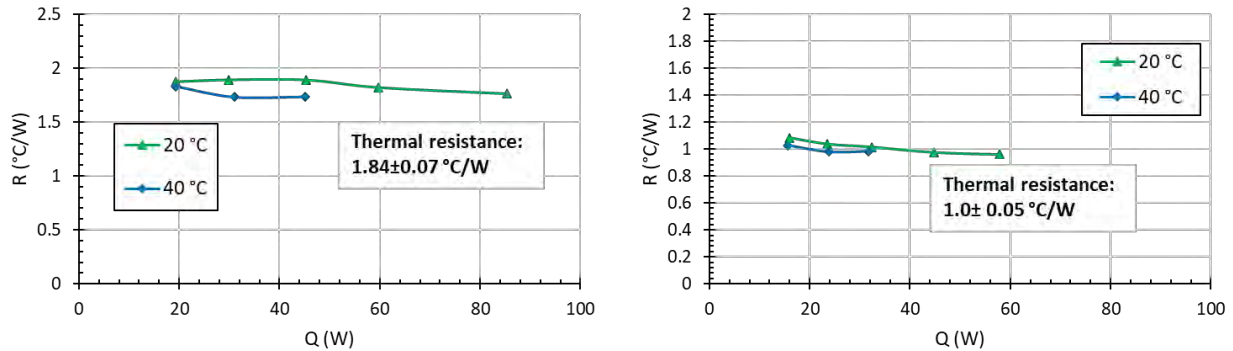 2.5
2
1.5
1
0.5
0
R (°C/W)
0 20 40 60 80 100
Q (W)
20 °C
40 °C
Thermal resistance:
1.84±0.07 °C/W
2
1.8
1.6
1.4
1.2
1
0.8
0.6
0.4
0.2
0
R (°C/W)
0 20 40 60 80 100
Q (W)
20 °C
40 °C
Thermal resistance:
1.0± 0.05 °C/W